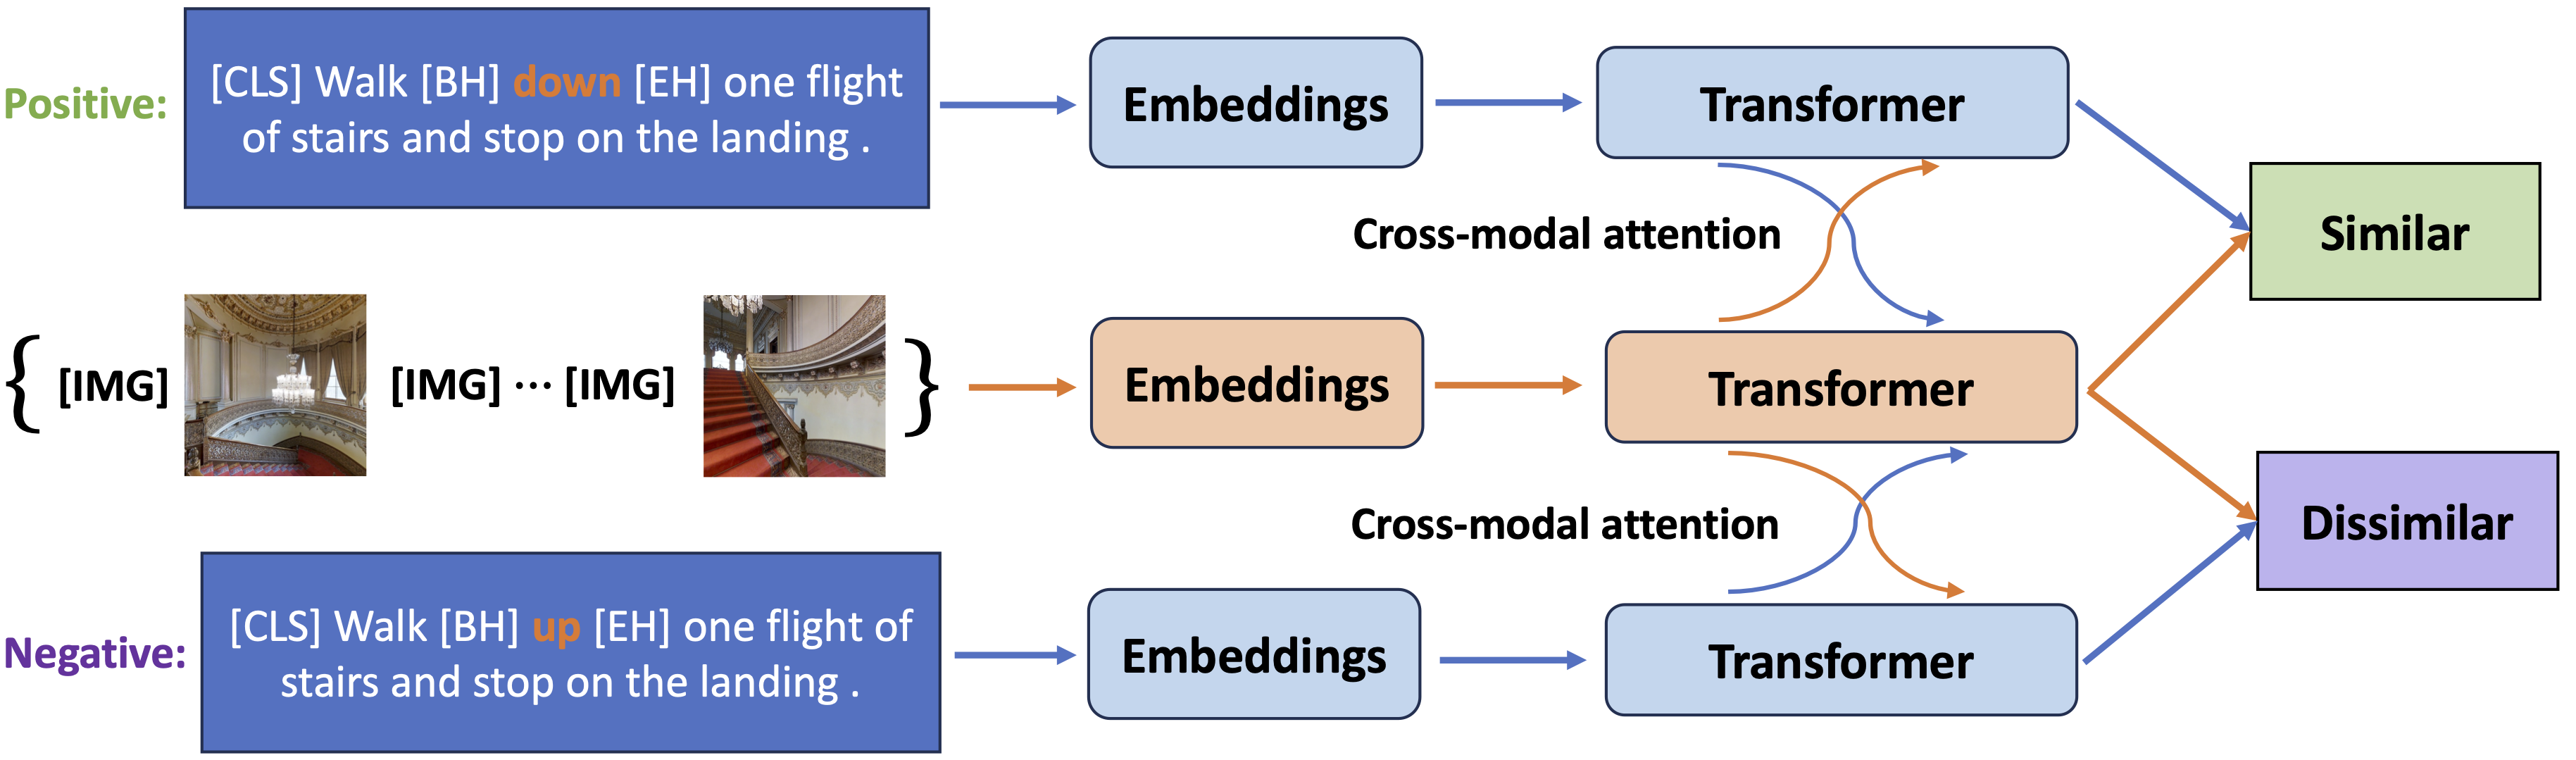 Positive:
[CLS] Walk [BH] down [EH] one flight
of stairs and stop on the landing .
Embeddings
Transformer
Cross-modal attention
Similar
{ [IMG] [IMG] ··· [IMG] }
Embeddings
Transformer
Cross-modal attention
Dissimilar
Negative:
[CLS] Walk [BH] up [EH] one flight of
stairs and stop on the landing .
Embeddings
Transformer